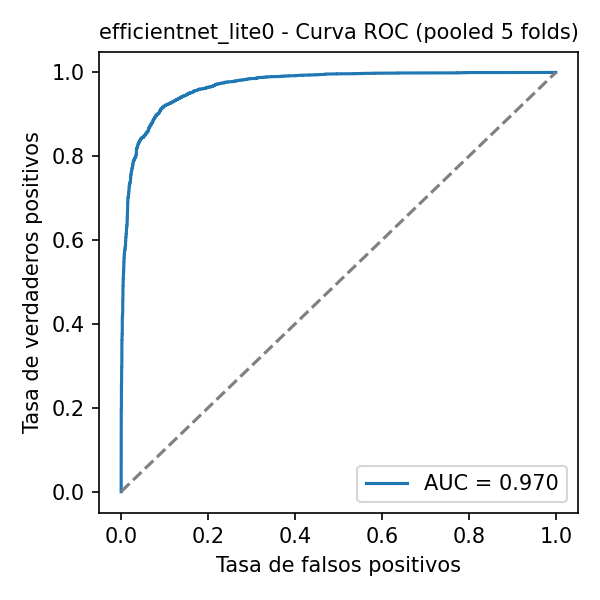 efficientnet_lite0 - Curva ROC (pooled 5 folds)
Tasa de verdaderos positivos
1.0
0.8
0.6
0.4
0.2
0.0
AUC = 0.970
0.0 0.2 0.4 0.6 0.8 1.0
Tasa de falsos positivos